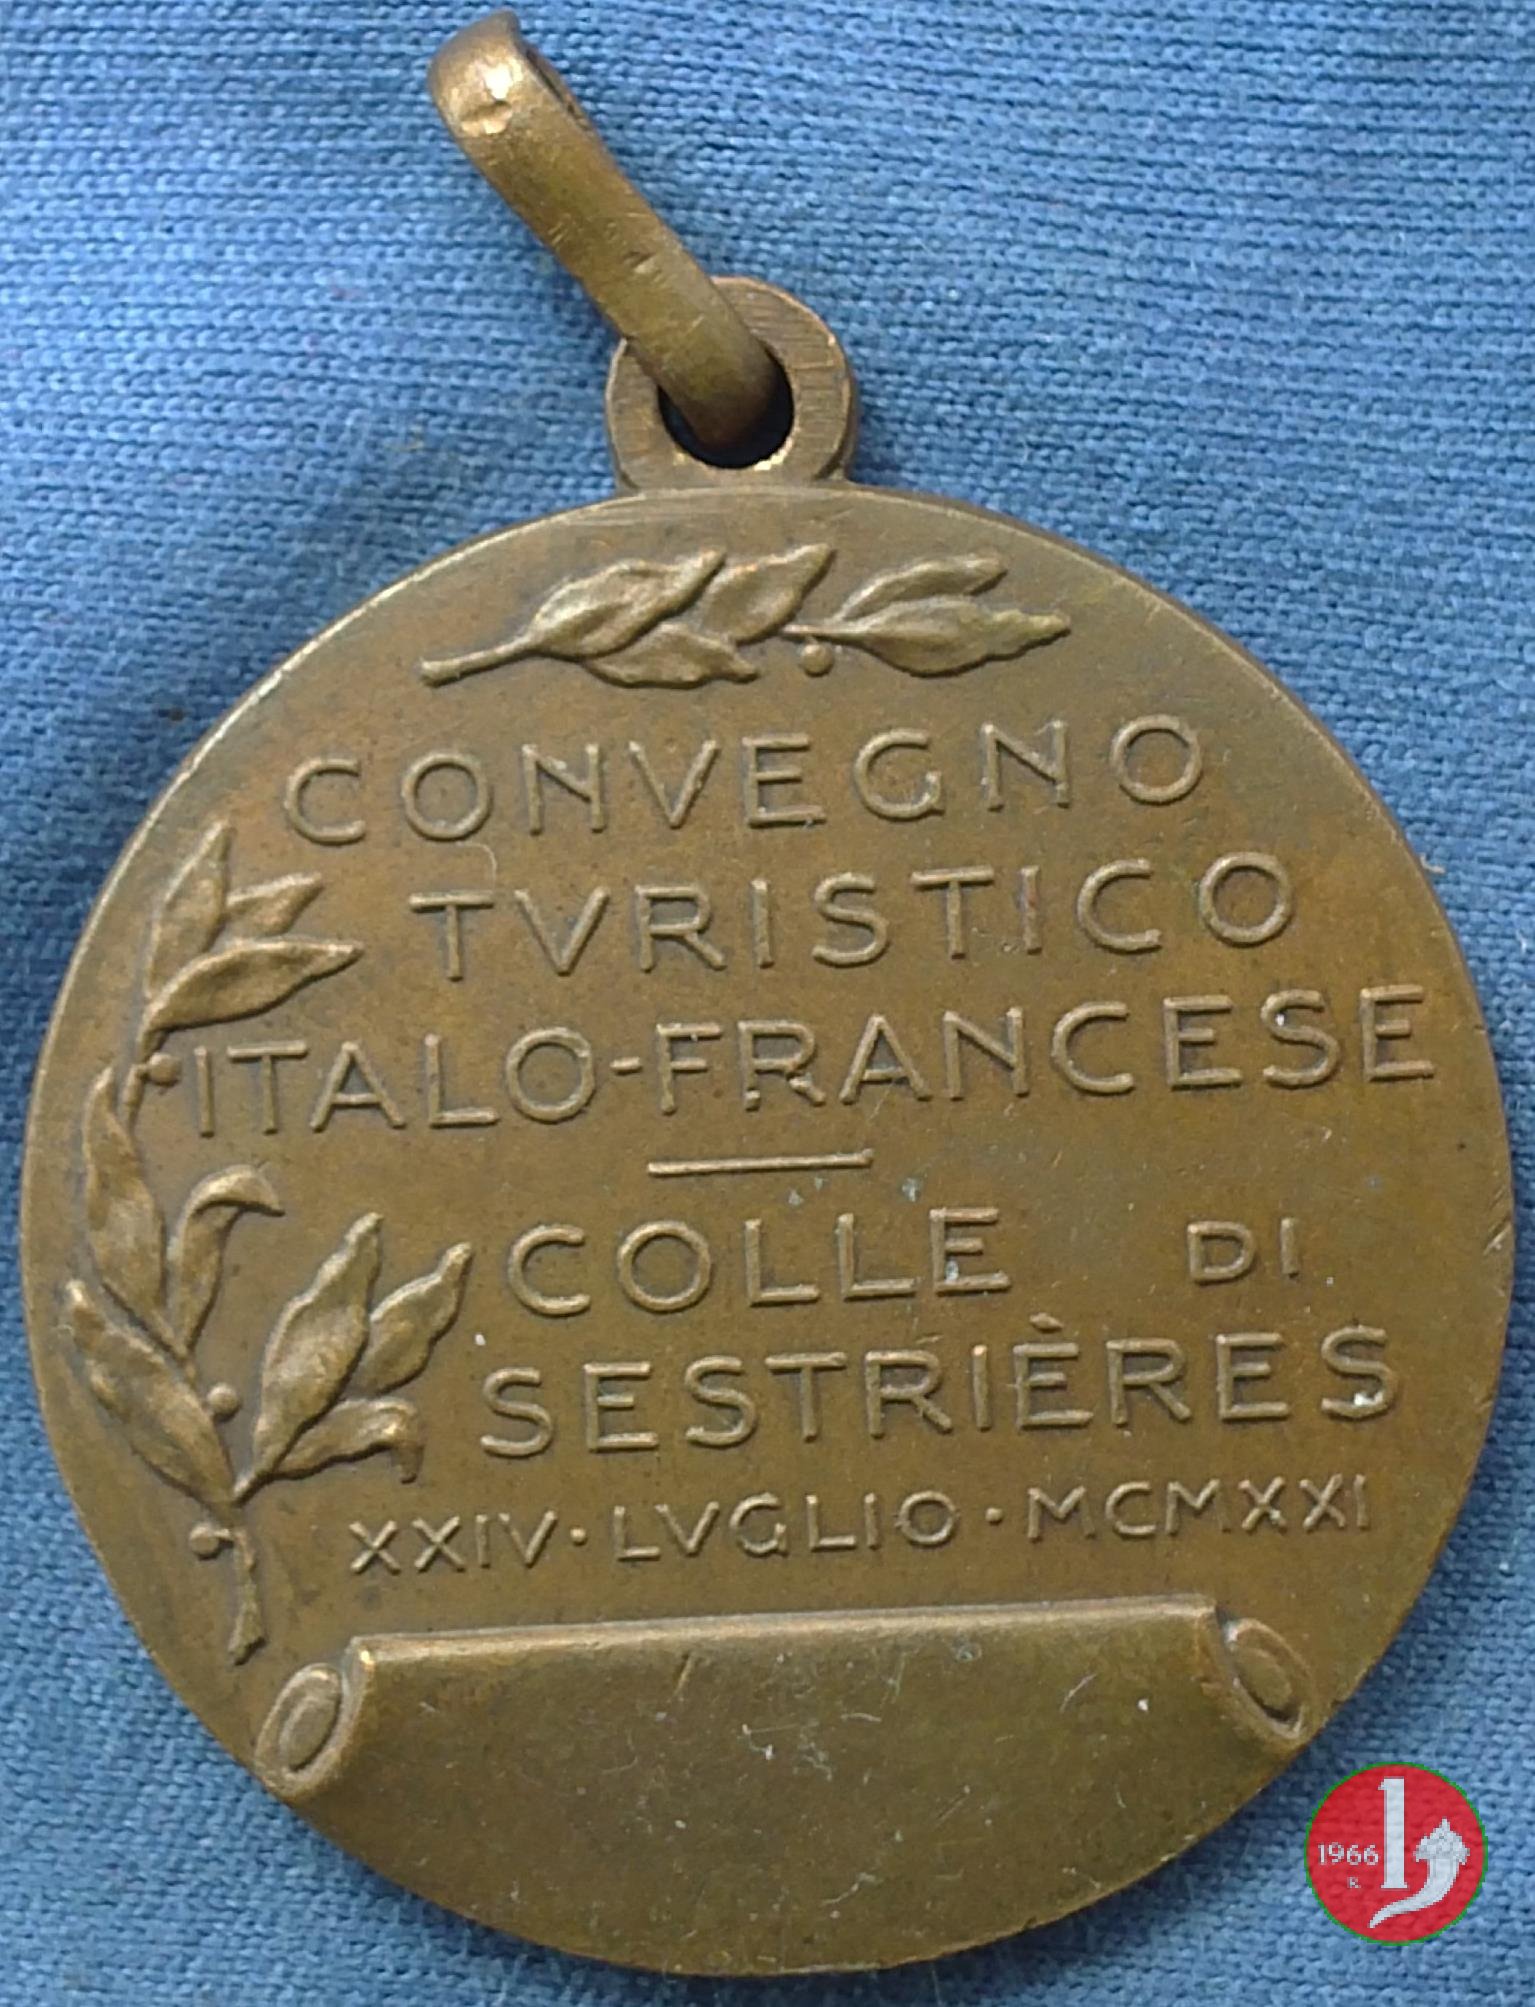 CONVEGNO
TVRISTICO
ITALO-FRANCESE
COLLE DI
SESTRIÈRES
XXIV · LVGLIO · MCMXXI
1966
R